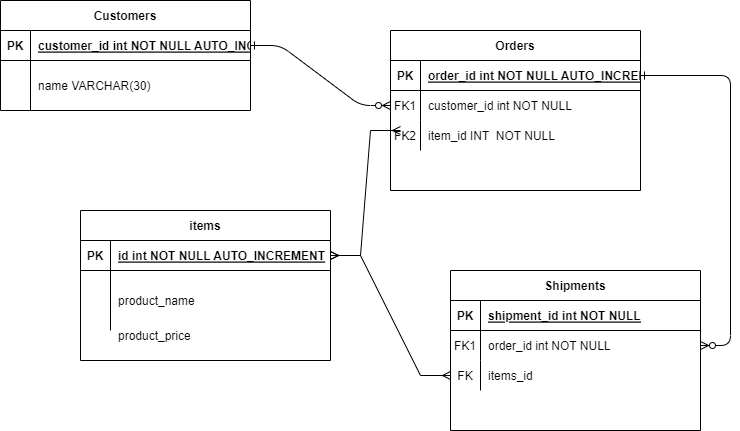 Customers
PK customer_id int NOT NULL AUTO_INC
name VARCHAR(30)
Orders
PK order_id int NOT NULL AUTO_INCRE
FK1 customer_id int NOT NULL
FK2 item_id INT NOT NULL
items
PK id int NOT NULL AUTO_INCREMENT
product_name
product_price
Shipments
PK shipment_id int NOT NULL
FK1 order_id int NOT NULL
FK items_id